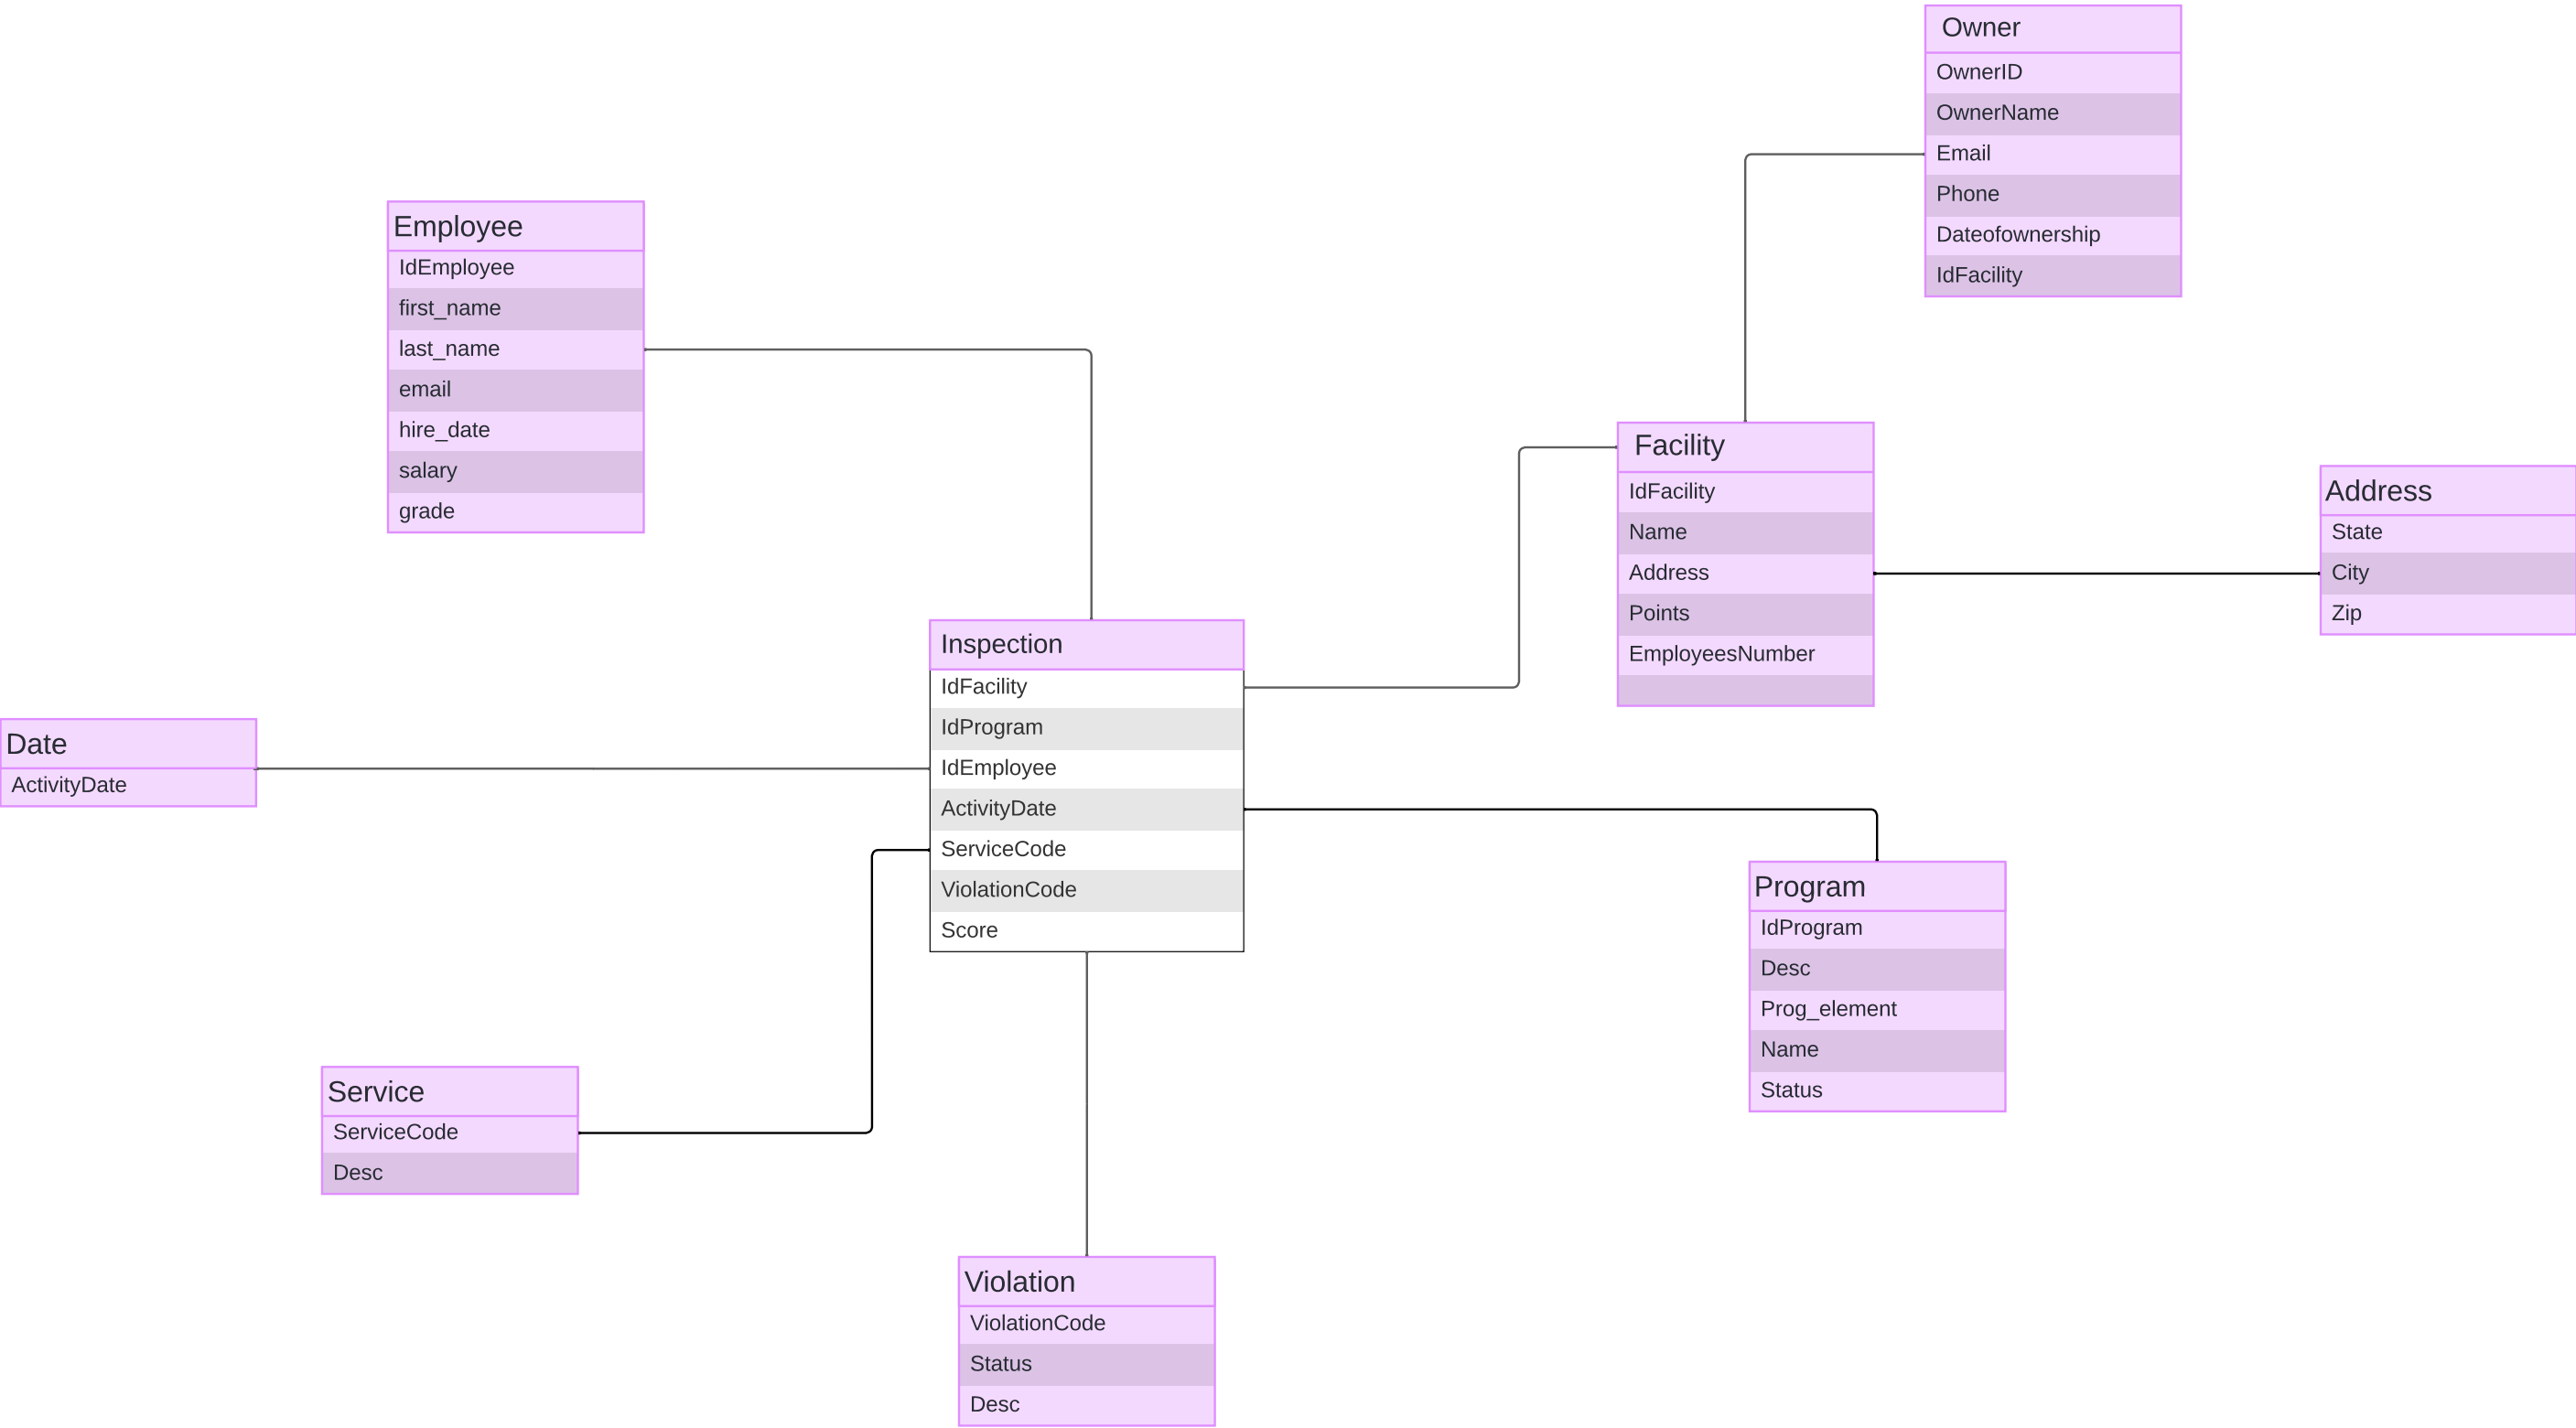 Owner
OwnerID
OwnerName
Email
Phone
Dateofownership
IdFacility
Employee
IdEmployee
first_name
last_name
email
hire_date
salary
grade
Facility
IdFacility
Name
Address
Points
EmployeesNumber
Address
State
City
Zip
Inspection
IdFacility
IdProgram
IdEmployee
ActivityDate
ServiceCode
ViolationCode
Score
Date
ActivityDate
Program
IdProgram
Desc
Prog_element
Name
Status
Service
ServiceCode
Desc
Violation
ViolationCode
Status
Desc